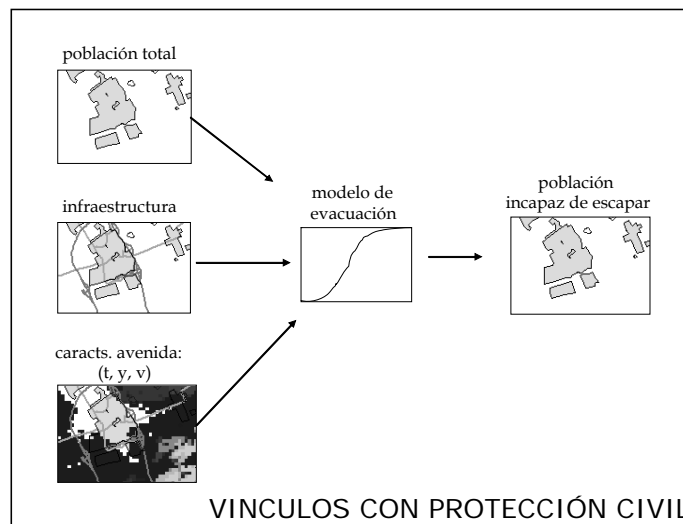 población total
infraestructura
caracts. avenida:
(t, y, v)
modelo de
evacuación
población
incapaz de escapar
VINCULOS CON PROTECCIÓN CIVIL